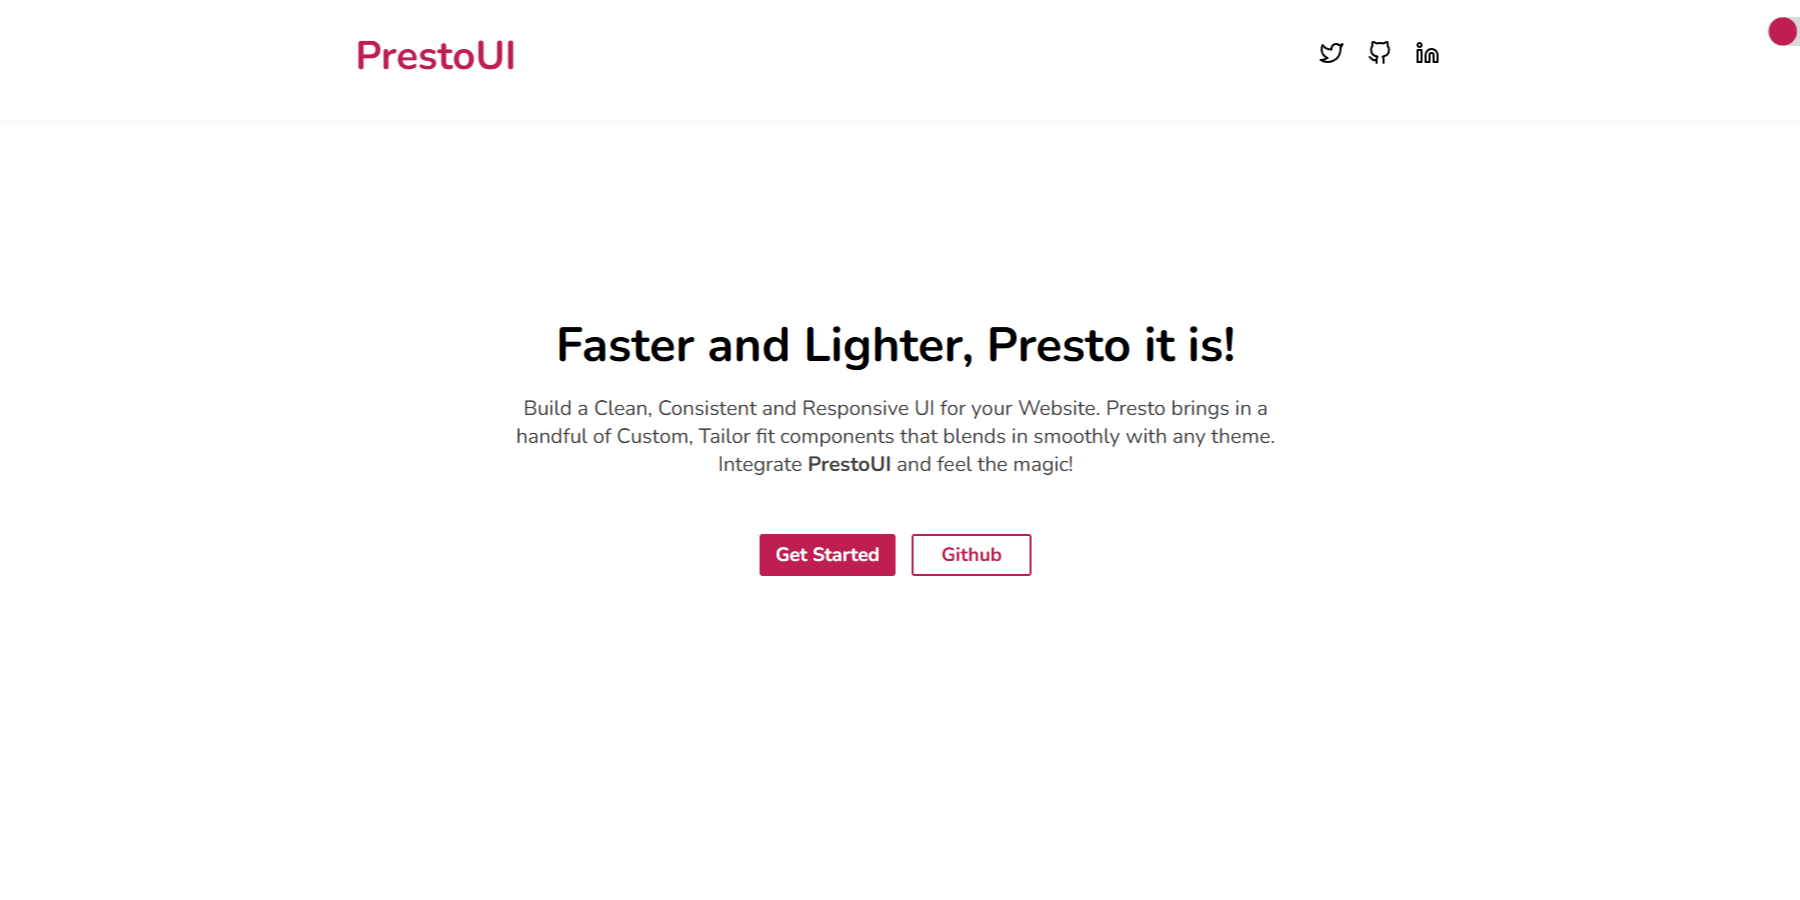 PrestoUI
Faster and Lighter, Presto it is!
Build a Clean, Consistent and Responsive UI for your Website. Presto brings in a
handful of Custom, Tailor fit components that blends in smoothly with any theme.
Integrate PrestoUI and feel the magic!
Get Started
Github